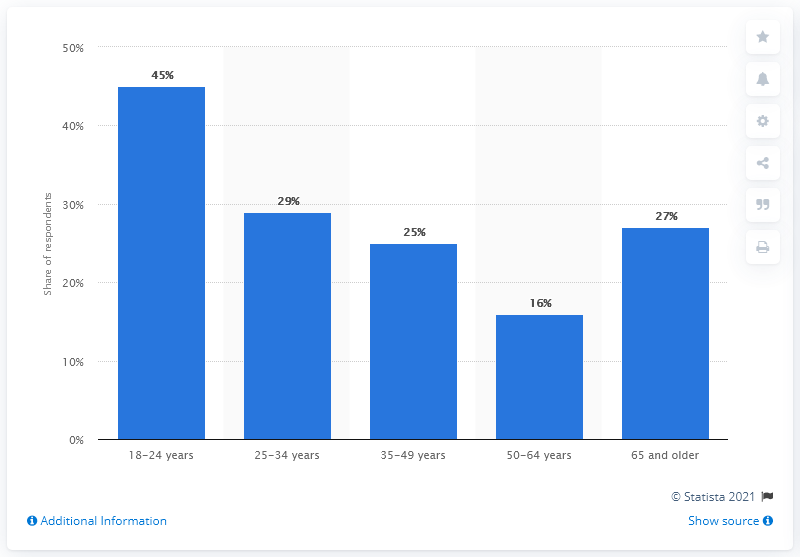 50%
40%
30%
20%
10%
0%
Share of respondents
45%
29%
25%
16%
27%
18-24 years
25-34 years
35-49 years
50-64 years
65 and older
© Statista 2021
Additional Information
Show source